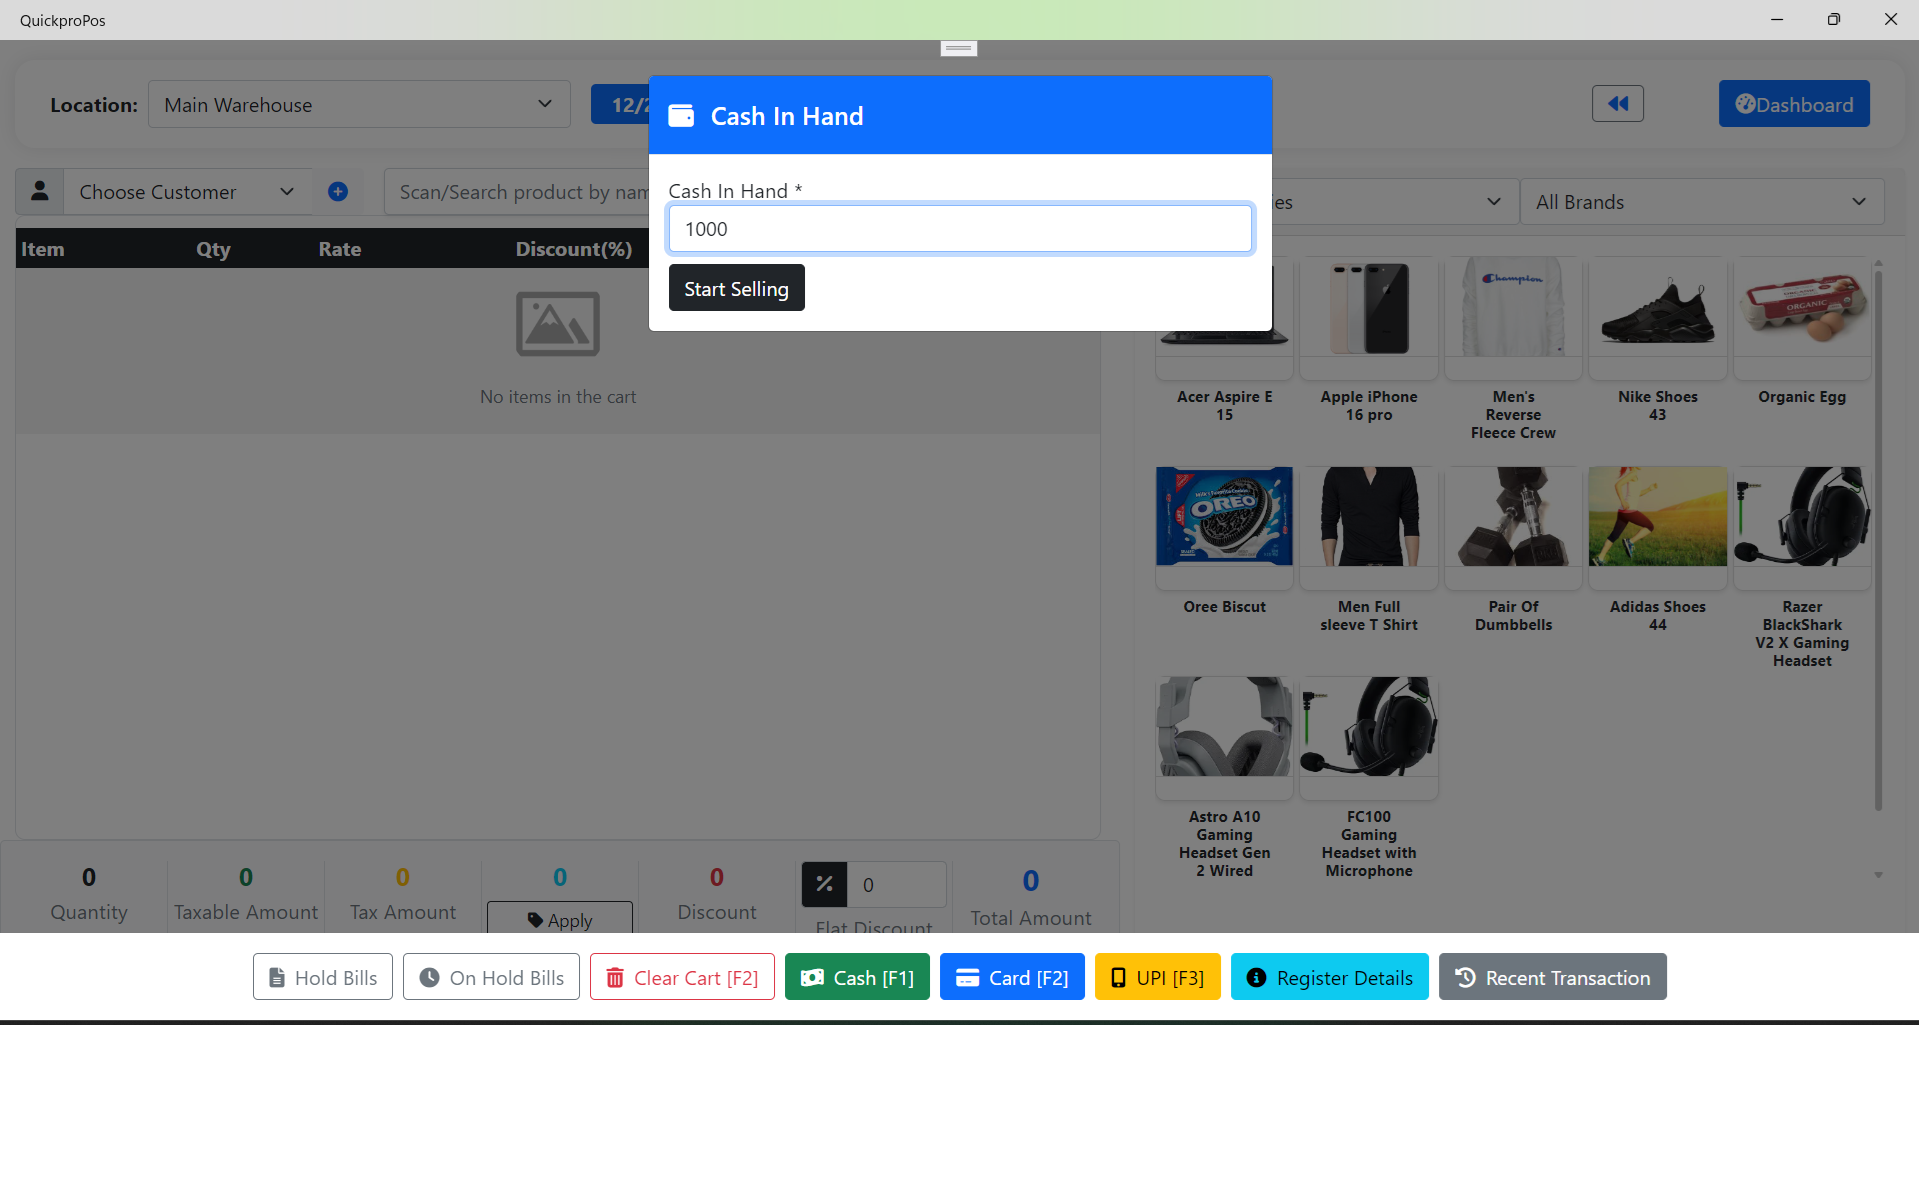 QuickproPos
Location:
Main Warehouse
12/2
Dashboard
Cash In Hand
Cash In Hand *
1000
Start Selling
Choose Customer
Scan/Search product by nam
ies
All Brands
Item Qty Rate Discount(%)
No items in the cart
Champion
ORGANIC
Acer Aspire E
15
Apple iPhone
16 pro
Men's
Reverse
Fleece Crew
Nike Shoes
43
Organic Egg
OREO
Oree Biscut
Men Full
sleeve T Shirt
Pair Of
Dumbbells
Adidas Shoes
44
Razer
BlackShark
V2 X Gaming
Headset
Astro A10
Gaming
Headset Gen
2 Wired
FC100
Gaming
Headset with
Microphone
0
Quantity
0
Taxable Amount
0
Tax Amount
0
Apply
0
Discount
0
Flat Discount
0
Total Amount
Hold Bills
On Hold Bills
Clear Cart [F2]
Cash [F1]
Card [F2]
UPI [F3]
Register Details
Recent Transaction